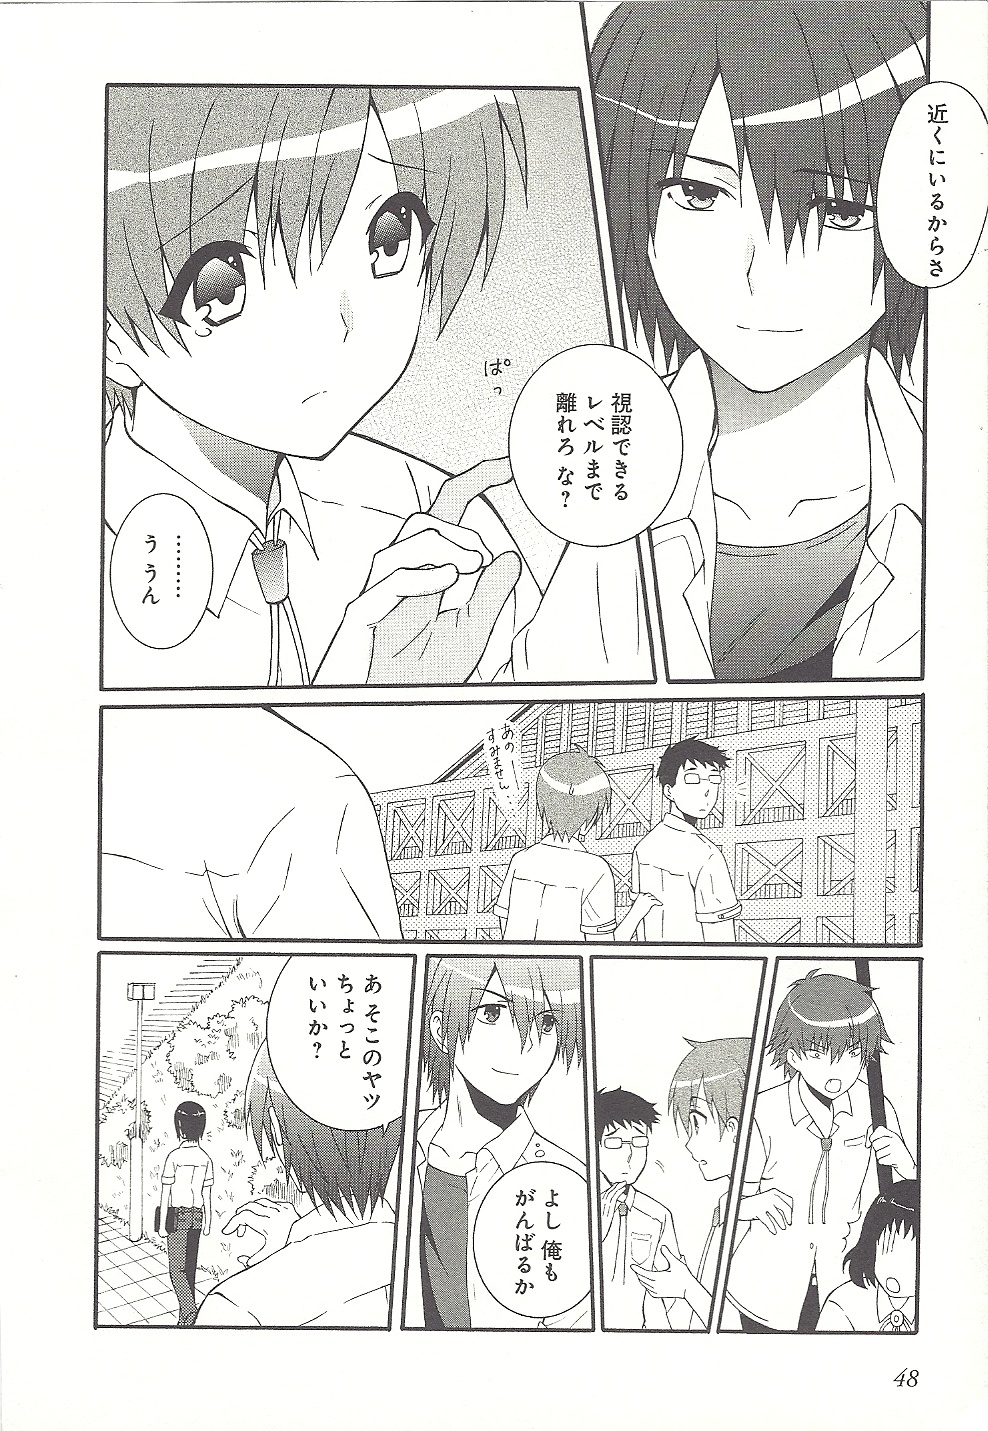 近くにいるからさ
視認できる
レベルまで
離れろ な?
ぱっ
………
ううん
あのー
すみません…
よし 俺も
がんばるか
あ そこのヤツ
ちょっと
いいか?
48